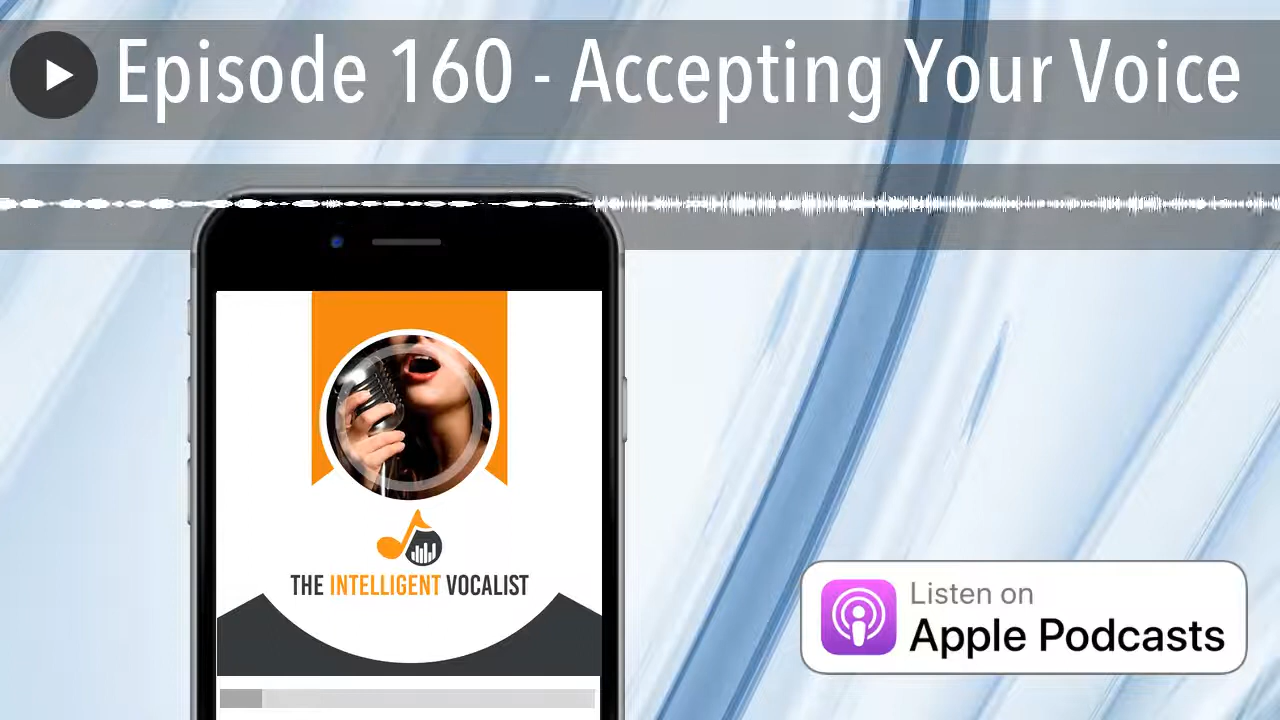 Episode 160 - Accepting Your Voice
THE INTELLIGENT VOCALIST
Listen on
Apple Podcasts